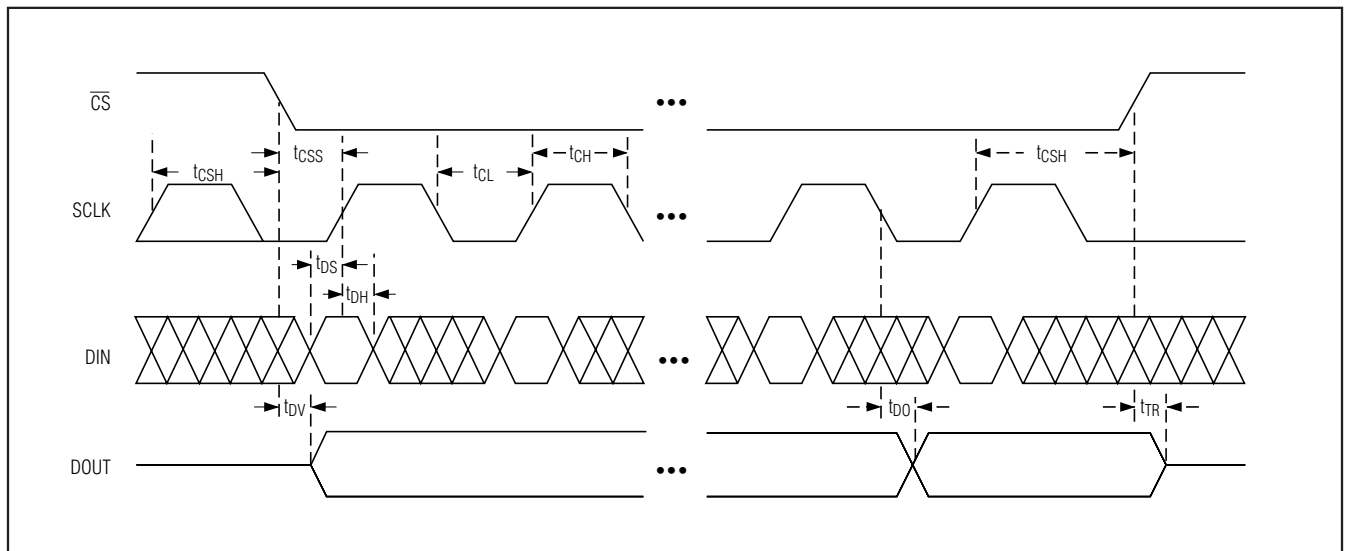 CS
•••
tCSS
tCH
tCSH
tCSH
tCL
SCLK
•••
tDS
tDH
DIN
•••
tDV
tDO
tTR
DOUT
•••